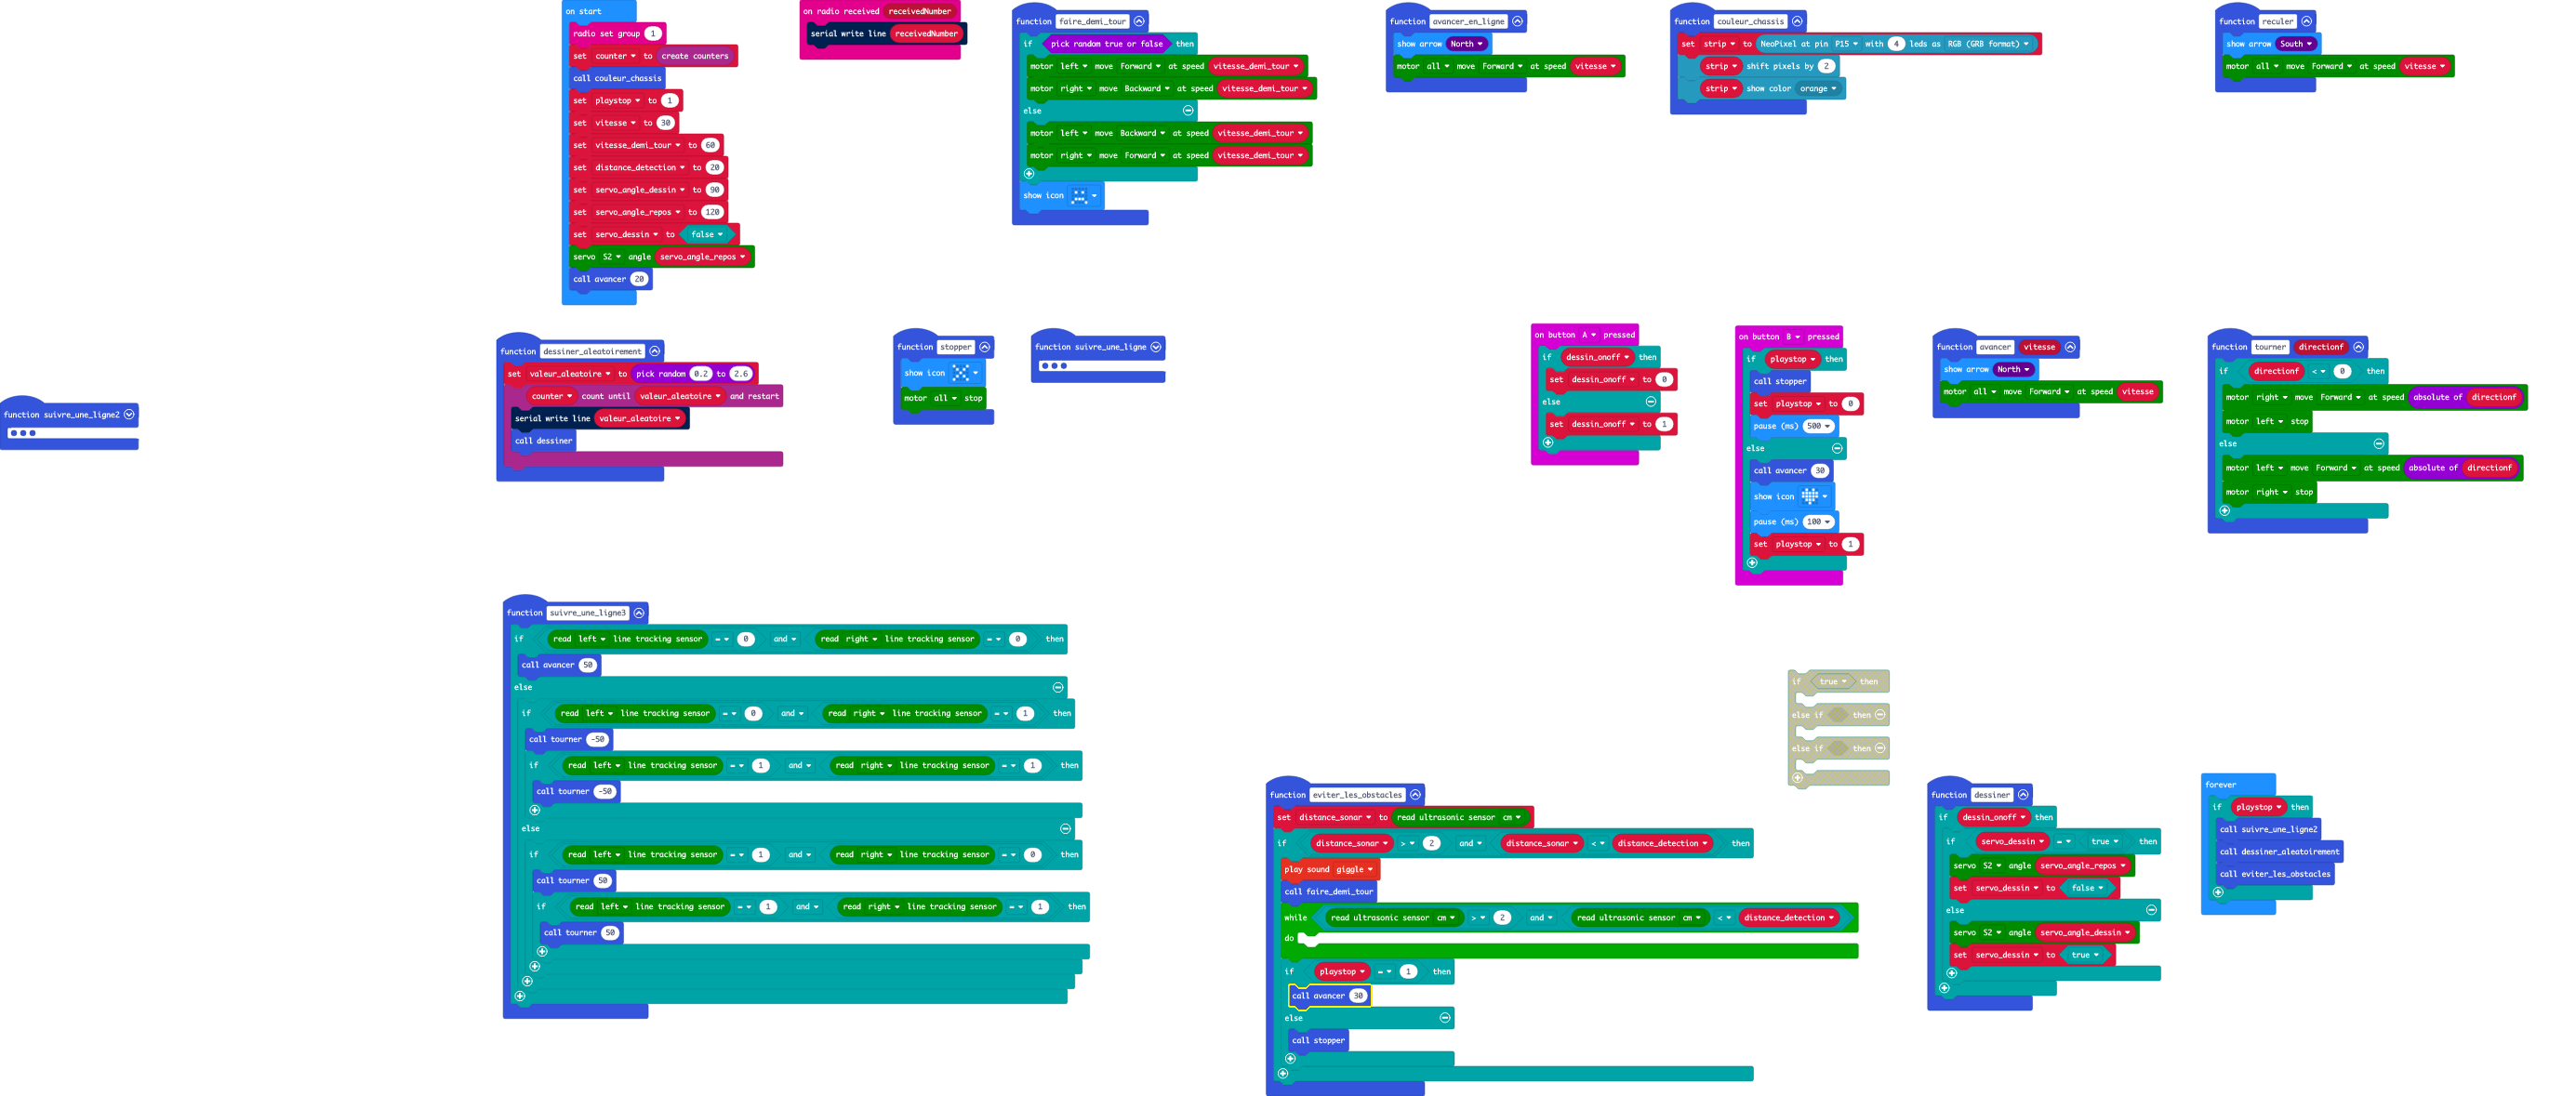 on start
radio set group 1
set counter to create counters
call couleur_chassis
set playstop to 1
set vitesse to 30
set vitesse_demi_tour to 60
set distance_detection to 20
set servo_angle_dessin to 90
set servo_angle_repos to 120
set servo_dessin to false
servo S2 angle servo_angle_repos
call avancer 20
on radio received receivedNumber
serial write line receivedNumber
function faire_demi_tour
if pick random true or false then
motor left move Forward at speed vitesse_demi_tour
motor right move Backward at speed vitesse_demi_tour
else
motor left move Backward at speed vitesse_demi_tour
motor right move Forward at speed vitesse_demi_tour
show icon
function avancer_en_ligne
show arrow North
motor all move Forward at speed vitesse
function couleur_chassis
set strip to NeoPixel at pin P15 with 4 leds as RGB (GRB format)
strip shift pixels by 2
strip show color orange
function reculer
show arrow South
motor all move Forward at speed vitesse
function suivre_une_ligne2
function dessiner_aleatoirement
set valeur_aleatoire to pick random 0.2 to 2.6
counter count until valeur_aleatoire and restart
serial write line valeur_aleatoire
call dessiner
function stopper
show icon
motor all stop
function suivre_une_ligne
on button A pressed
if dessin_onoff then
set dessin_onoff to 0
else
set dessin_onoff to 1
on button B pressed
if playstop then
call stopper
set playstop to 0
pause (ms) 500
else
call avancer 30
show icon
pause (ms) 100
set playstop to 1
function avancer vitesse
show arrow North
motor all move Forward at speed vitesse
function tourner directionf
if directionf < 0 then
motor right move Forward at speed absolute of directionf
motor left stop
else
motor left move Forward at speed absolute of directionf
motor right stop
function suivre_une_ligne3
if read left line tracking sensor = 0 and read right line tracking sensor = 0 then
call avancer 50
else
if read left line tracking sensor = 0 and read right line tracking sensor = 1 then
call tourner -50
if read left line tracking sensor = 1 and read right line tracking sensor = 1 then
call tourner -50
else
if read left line tracking sensor = 1 and read right line tracking sensor = 0 then
call tourner 50
if read left line tracking sensor = 1 and read right line tracking sensor = 1 then
call tourner 50
if true then
else if then
else if then
function eviter_les_obstacles
set distance_sonar to read ultrasonic sensor cm
if distance_sonar > 2 and distance_sonar < distance_detection then
play sound giggle
call faire_demi_tour
while read ultrasonic sensor cm > 2 and read ultrasonic sensor cm < distance_detection
do
if playstop = 1 then
call avancer 30
else
call stopper
function dessiner
if dessin_onoff then
if servo_dessin = true then
servo S2 angle servo_angle_repos
set servo_dessin to false
else
servo S2 angle servo_angle_dessin
set servo_dessin to true
forever
if playstop then
call suivre_une_ligne2
call dessiner_aleatoirement
call eviter_les_obstacles